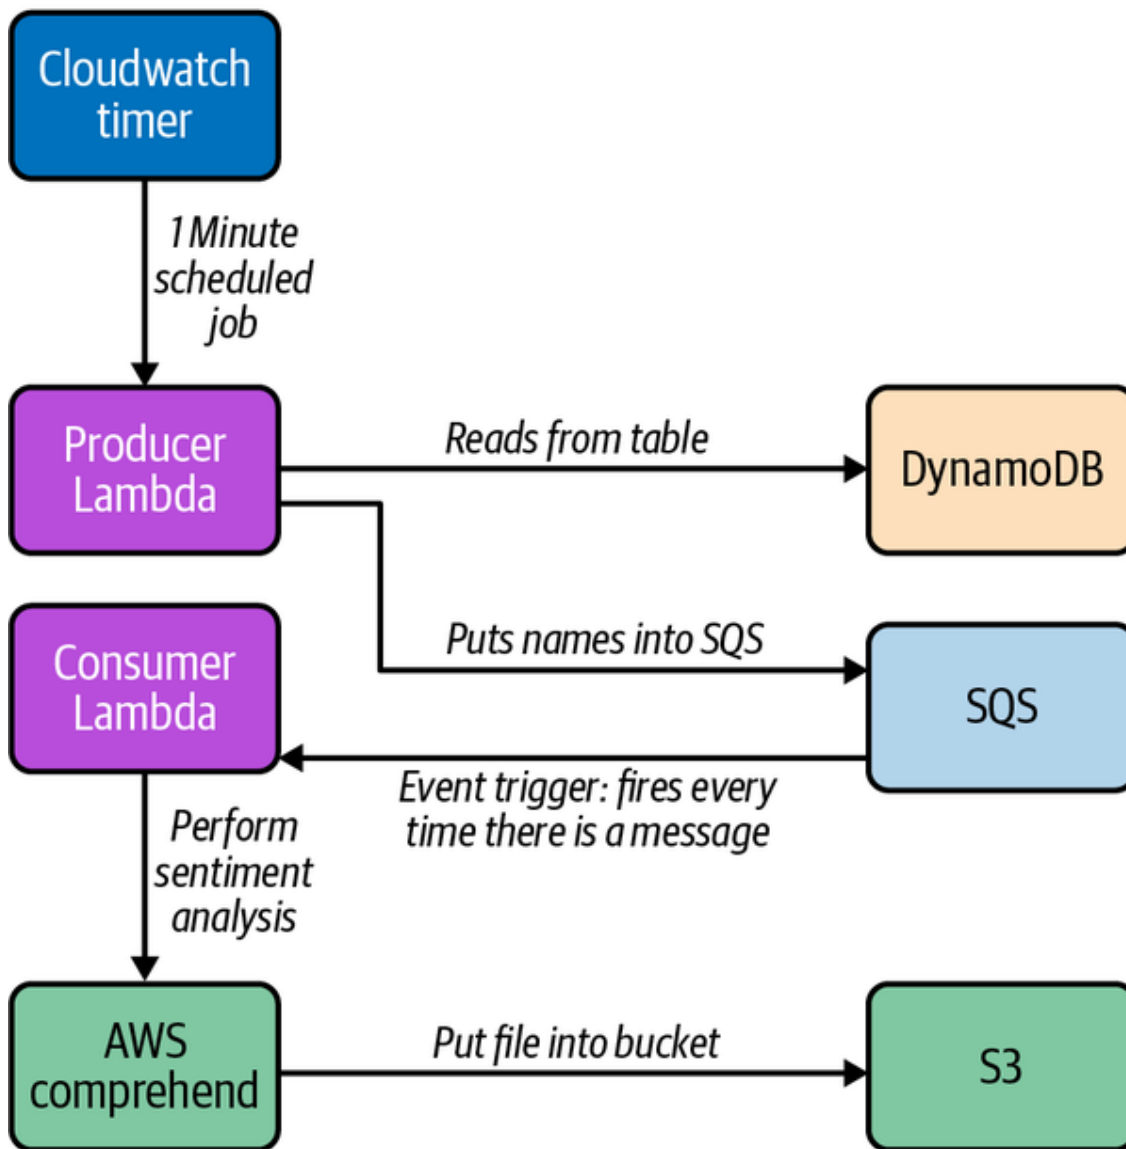 Cloudwatch
timer
1 Minute
scheduled
job
Producer
Lambda
Reads from table
DynamoDB
Puts names into SQS
Consumer
Lambda
SQS
Event trigger: fires every
time there is a message
Perform
sentiment
analysis
AWS
comprehend
Put file into bucket
S3